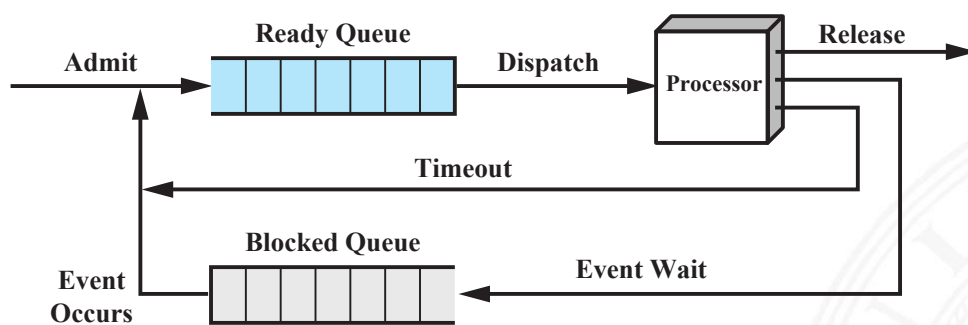 Ready Queue
Release
Admit
Dispatch
Processor
Timeout
Blocked Queue
Event Wait
Event
Occurs